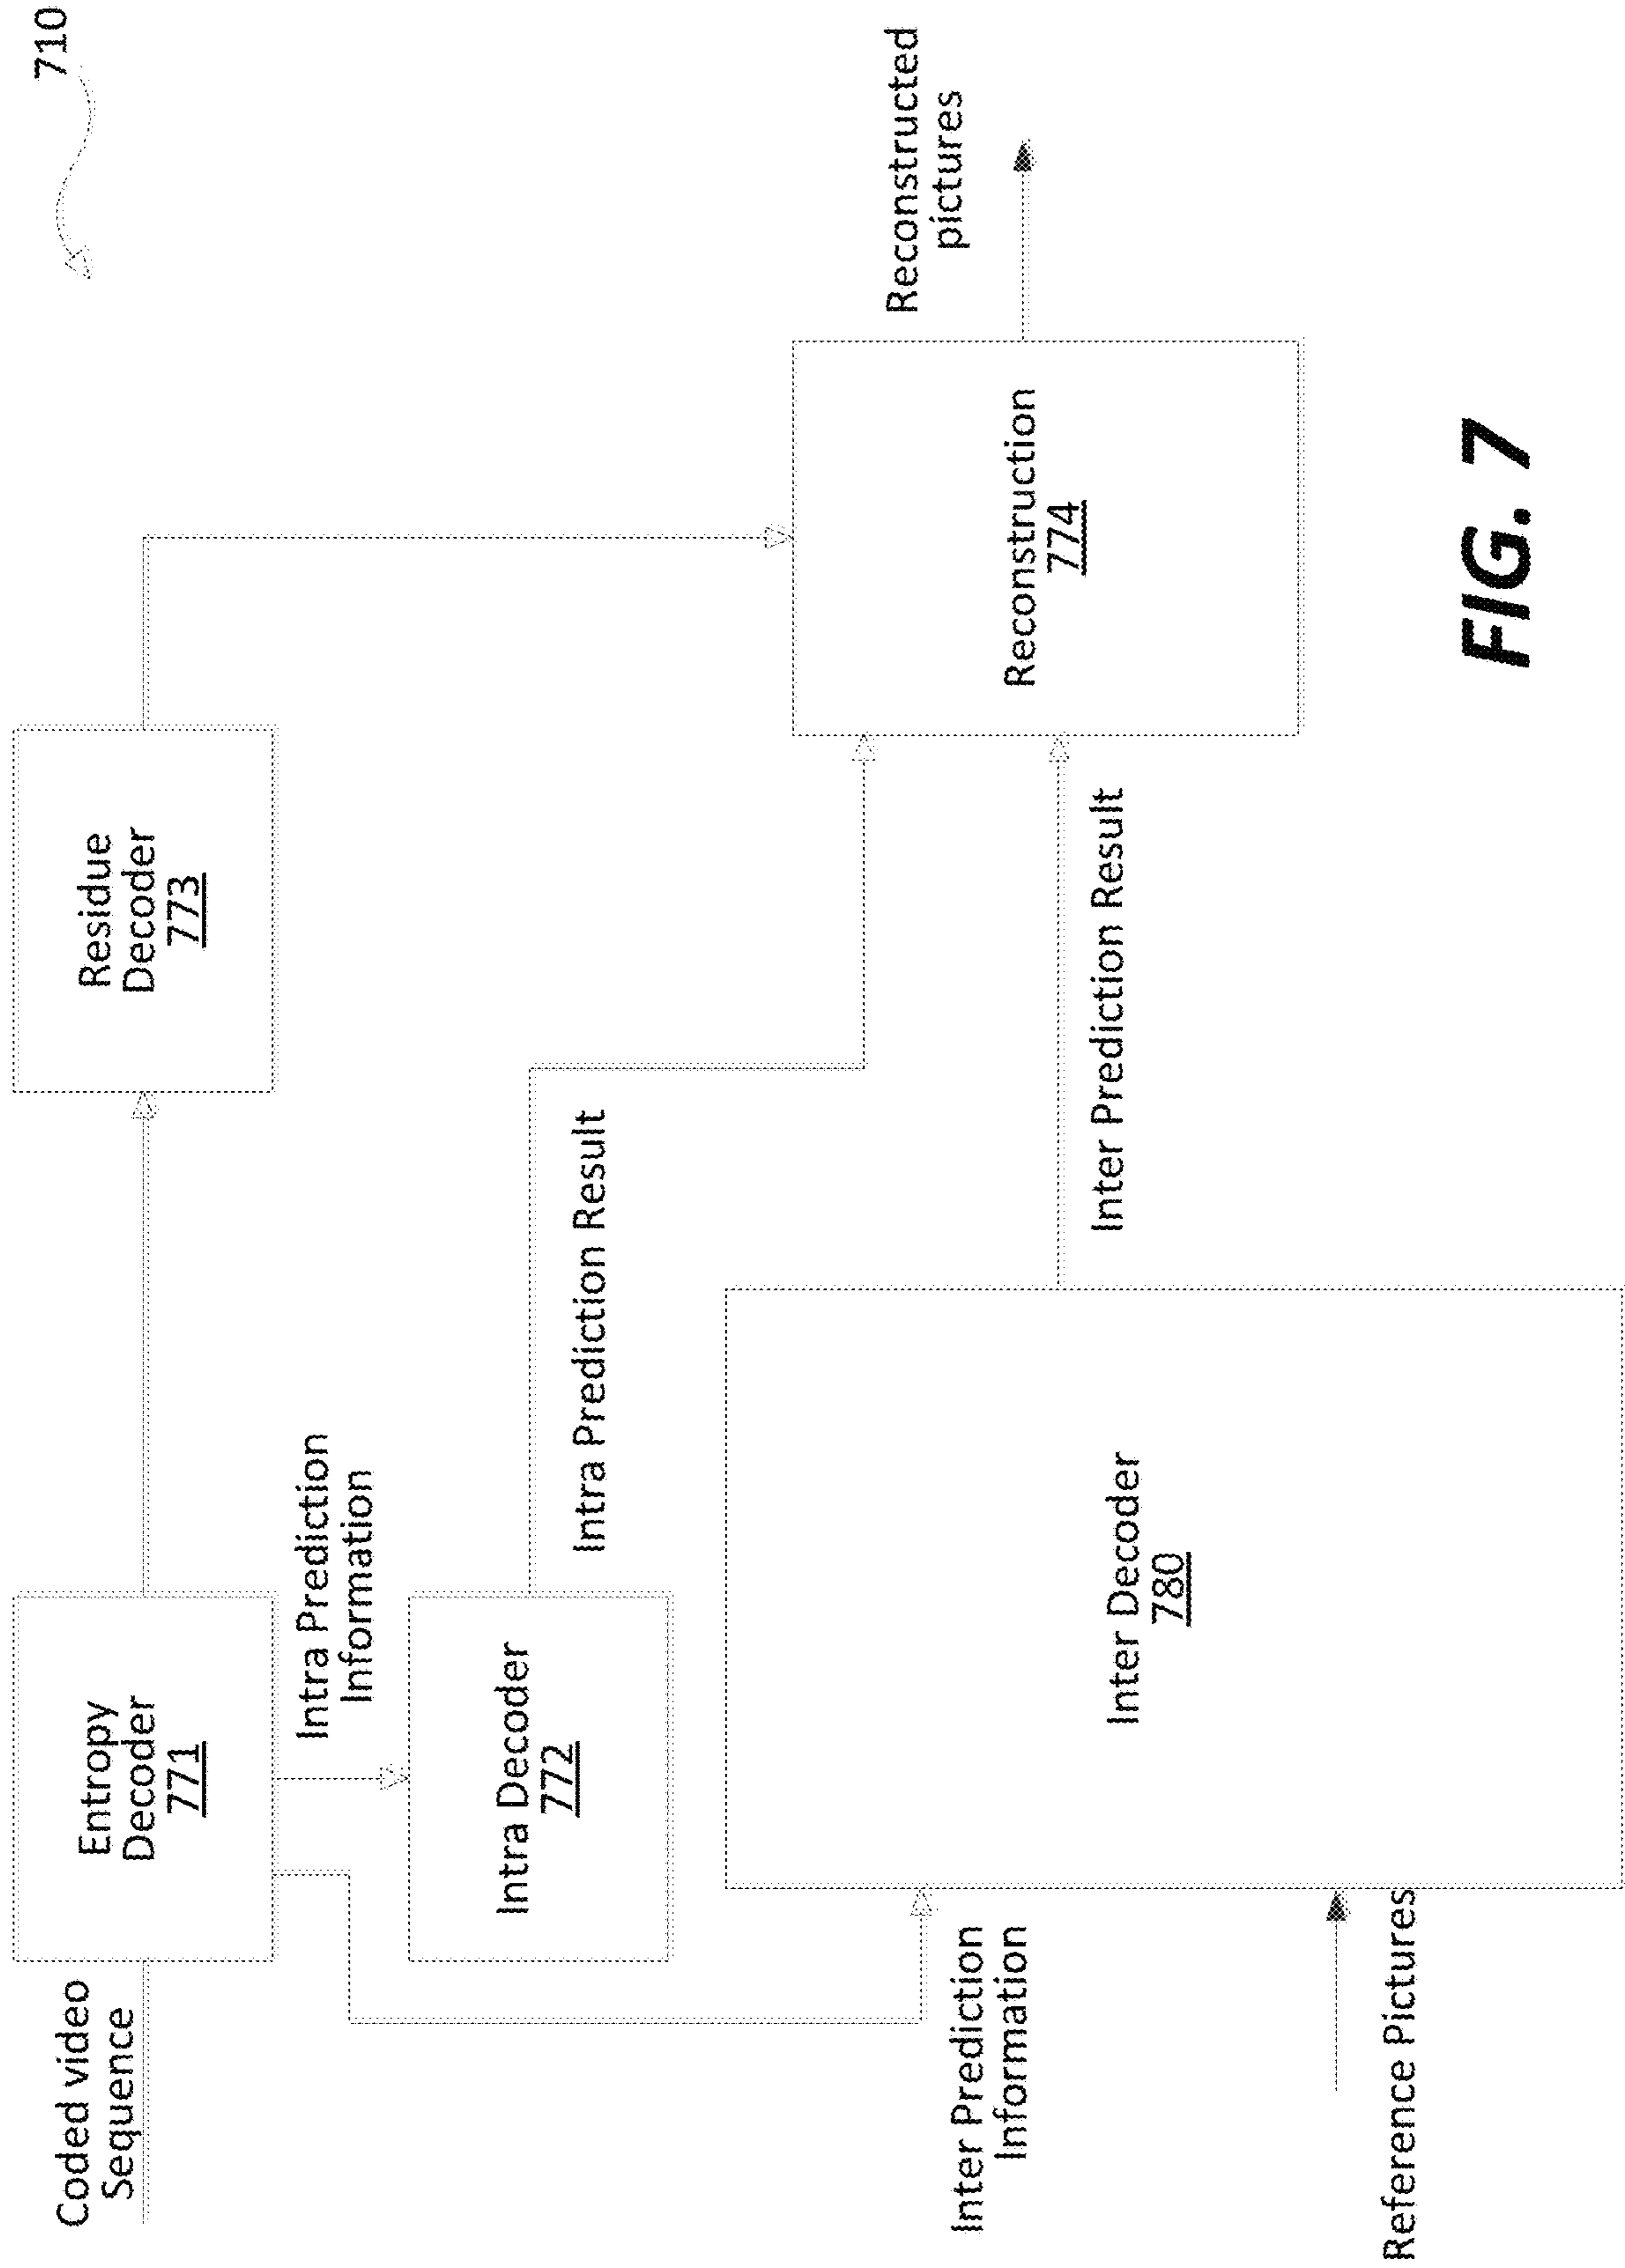 710
Coded video
Sequence
Entropy
Decoder
771
Residue
Decoder
773
Intra Prediction
Information
Intra Decoder
772
Intra Prediction Result
Reconstructed
pictures
Inter Prediction
Information
Inter Decoder
780
Inter Prediction Result
Reconstruction
774
Reference Pictures
FIG. 7